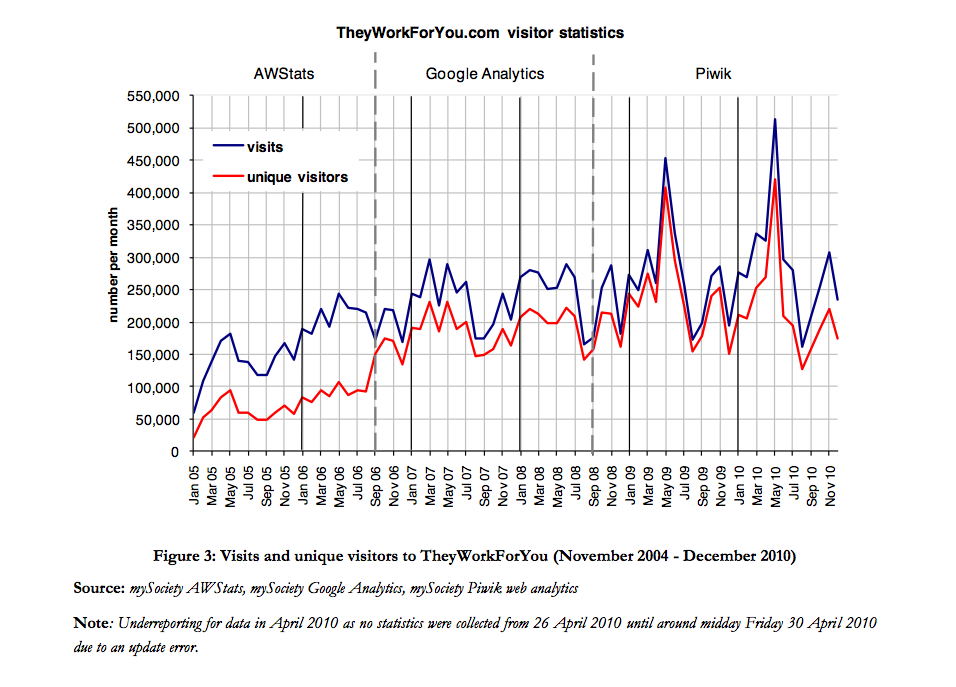 TheyWorkForYou.com visitor statistics
AWStats
Google Analytics
Piwik
550,000
500,000
450,000
400,000
350,000
300,000
250,000
200,000
150,000
100,000
50,000
0
number per month
visits
unique visitors
Jan 05
Mar 05
May 05
Jul 05
Sep 05
Nov 05
Jan 06
Mar 06
May 06
Jul 06
Sep 06
Nov 06
Jan 07
Mar 07
May 07
Jul 07
Sep 07
Nov 07
Jan 08
Mar 08
May 08
Jul 08
Sep 08
Nov 08
Jan 09
Mar 09
May 09
Jul 09
Sep 09
Nov 09
Jan 10
Mar 10
May 10
Jul 10
Sep 10
Nov 10
Figure 3: Visits and unique visitors to TheyWorkForYou (November 2004 - December 2010)
Source: mySociety AWStats, mySociety Google Analytics, mySociety Piwik web analytics
Note: Underreporting for data in April 2010 as no statistics were collected from 26 April 2010 until around midday Friday 30 April 2010
due to an update error.